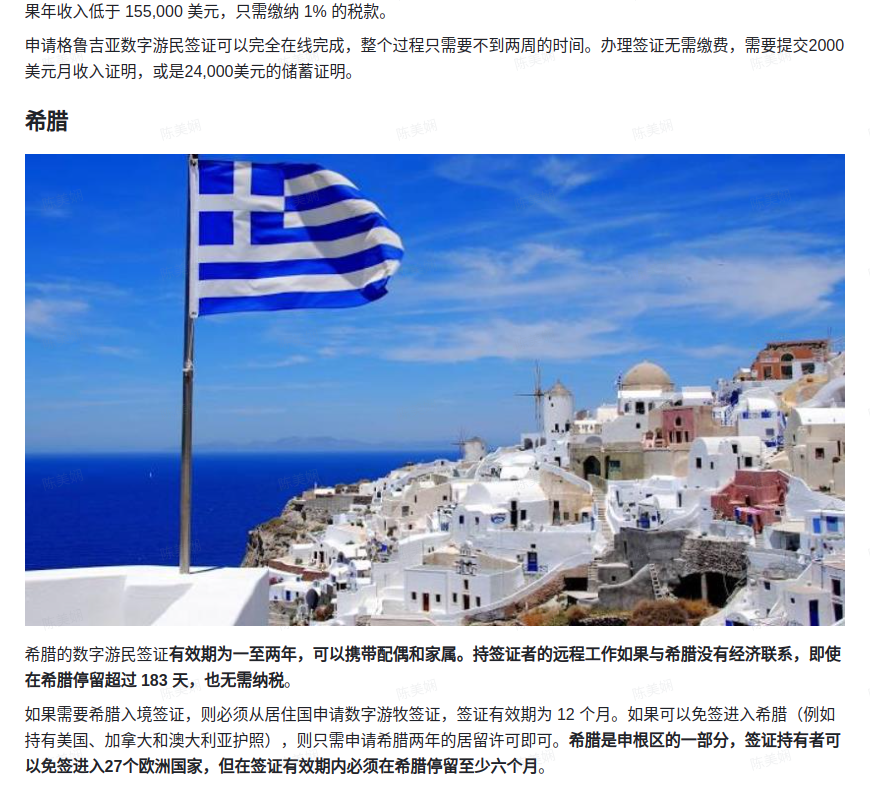 果年收入低于 155,000 美元，只需缴纳 1% 的税款。
申请格鲁吉亚数字游民签证可以完全在线完成，整个过程只需要不到两周的时间。办理签证无需缴费，需要提交2000
美元月收入证明，或是24,000美元的储蓄证明。
希腊
希腊的数字游民签证有效期为一至两年，可以携带配偶和家属。持签证者的远程工作如果与希腊没有经济联系，即使
在希腊停留超过 183 天，也无需纳税。
如果需要希腊入境签证，则必须从居住国申请数字游牧签证，签证有效期为 12 个月。如果可以免签进入希腊（例如
持有美国、加拿大和澳大利亚护照），则只需申请希腊两年的居留许可即可。希腊是申根区的一部分，签证持有者可
以免签进入27个欧洲国家，但在签证有效期内必须在希腊停留至少六个月。